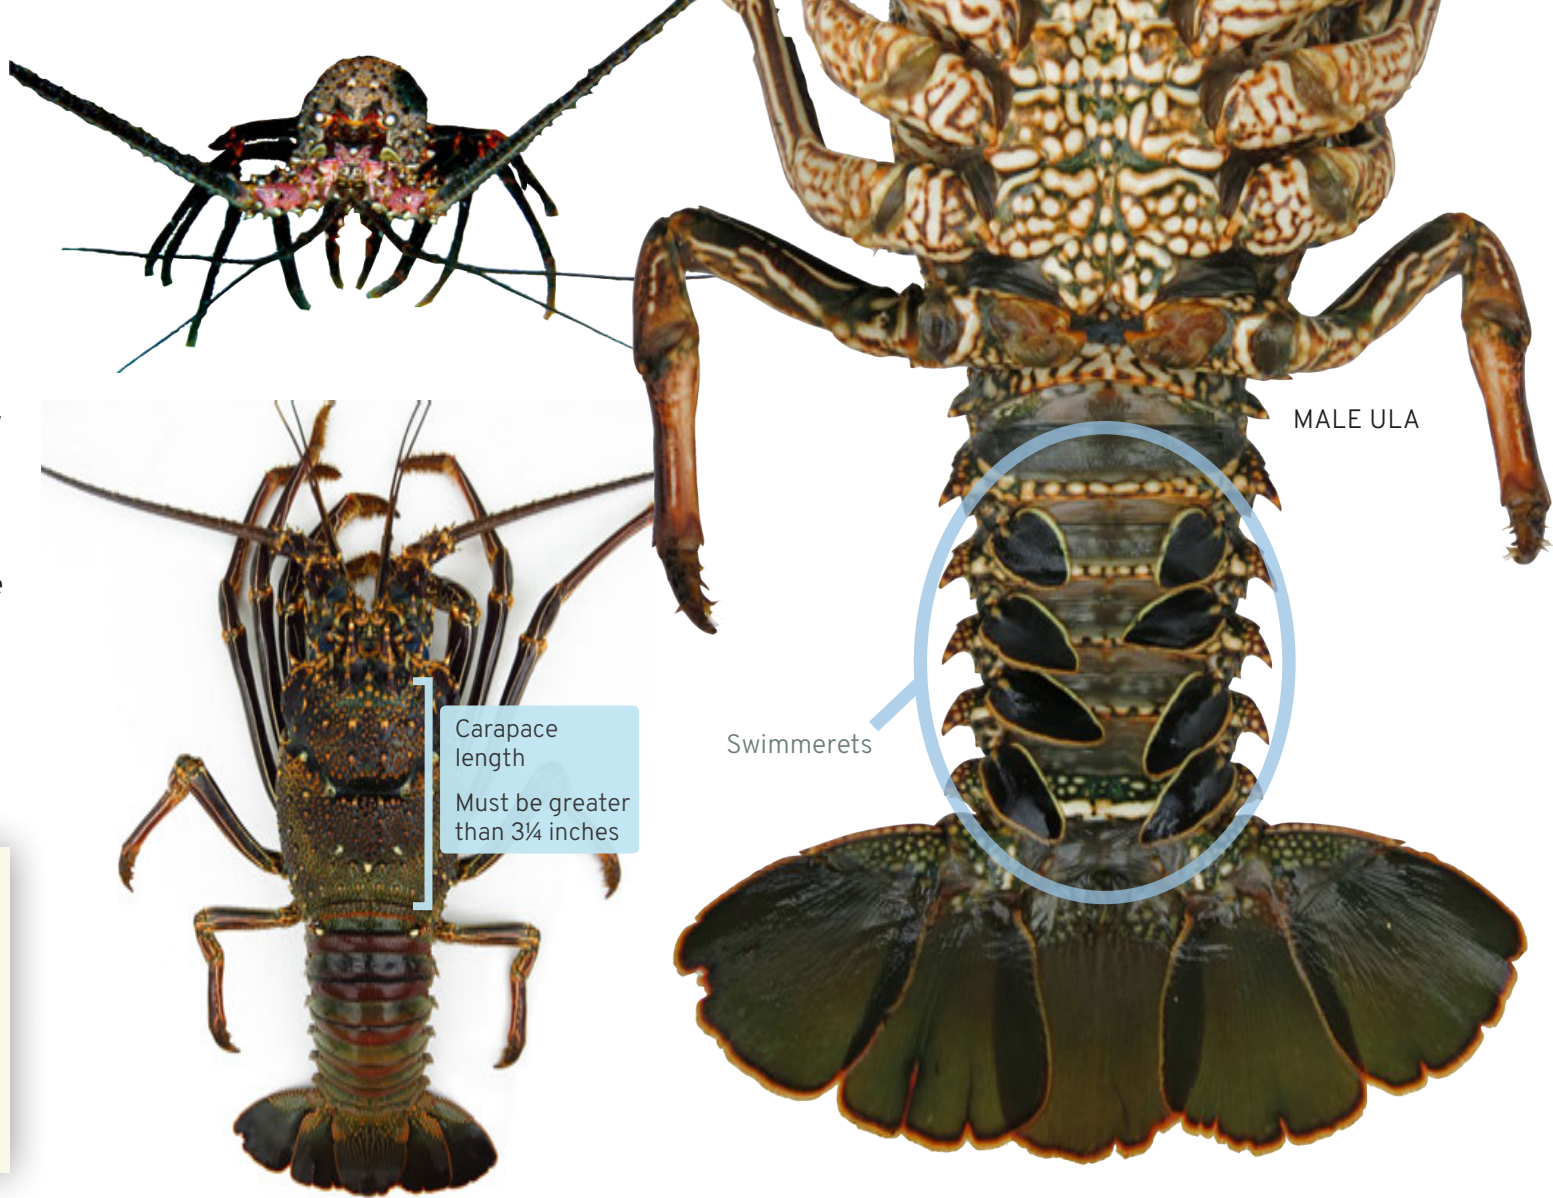 MALE ULA
Carapace
length
Must be greater
than 3¼ inches
Swimmerets